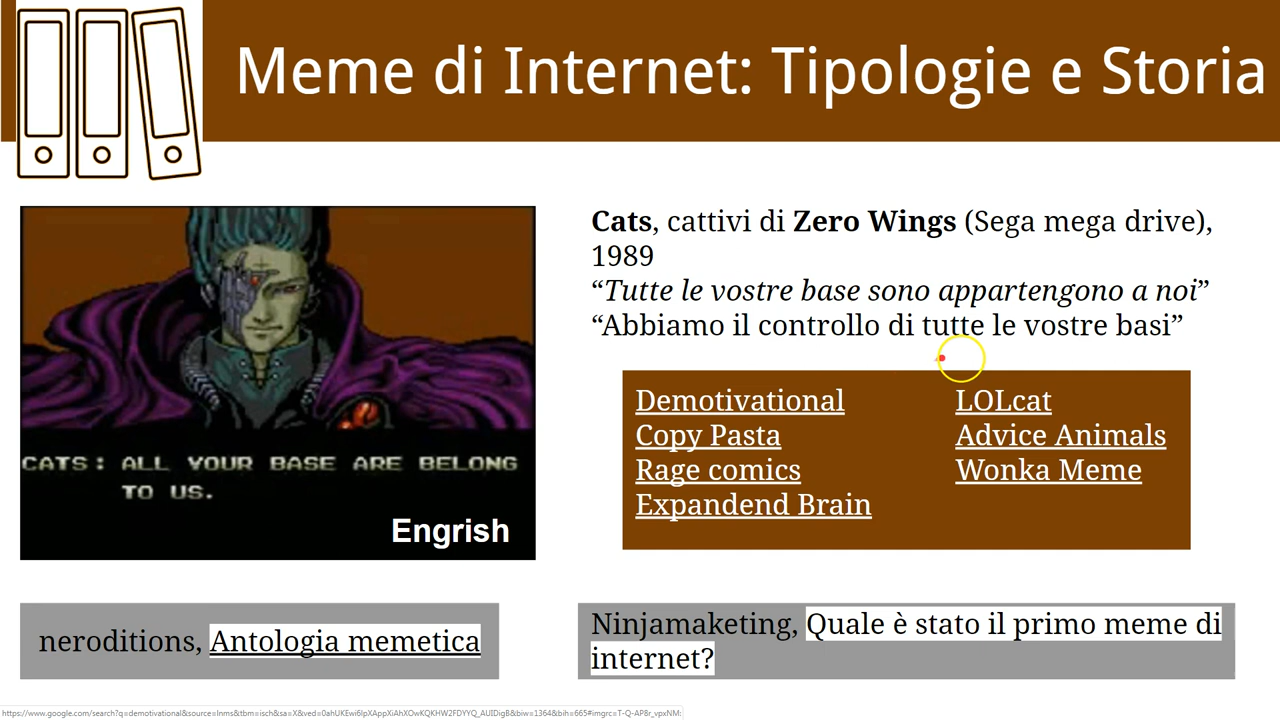 Meme di Internet: Tipologie e Storia
Cats, cattivi di Zero Wings (Sega mega drive),
1989
“Tutte le vostre base sono appartengono a noi”
“Abbiamo il controllo di tutte le vostre basi”
CATS: ALL YOUR BASE ARE BELONG
TO US.
Engrish
Demotivational
Copy Pasta
Rage comics
Expandend Brain
LOLcat
Advice Animals
Wonka Meme
neroditions, Antologia memetica
Ninjamaketing, Quale è stato il primo meme di
internet?